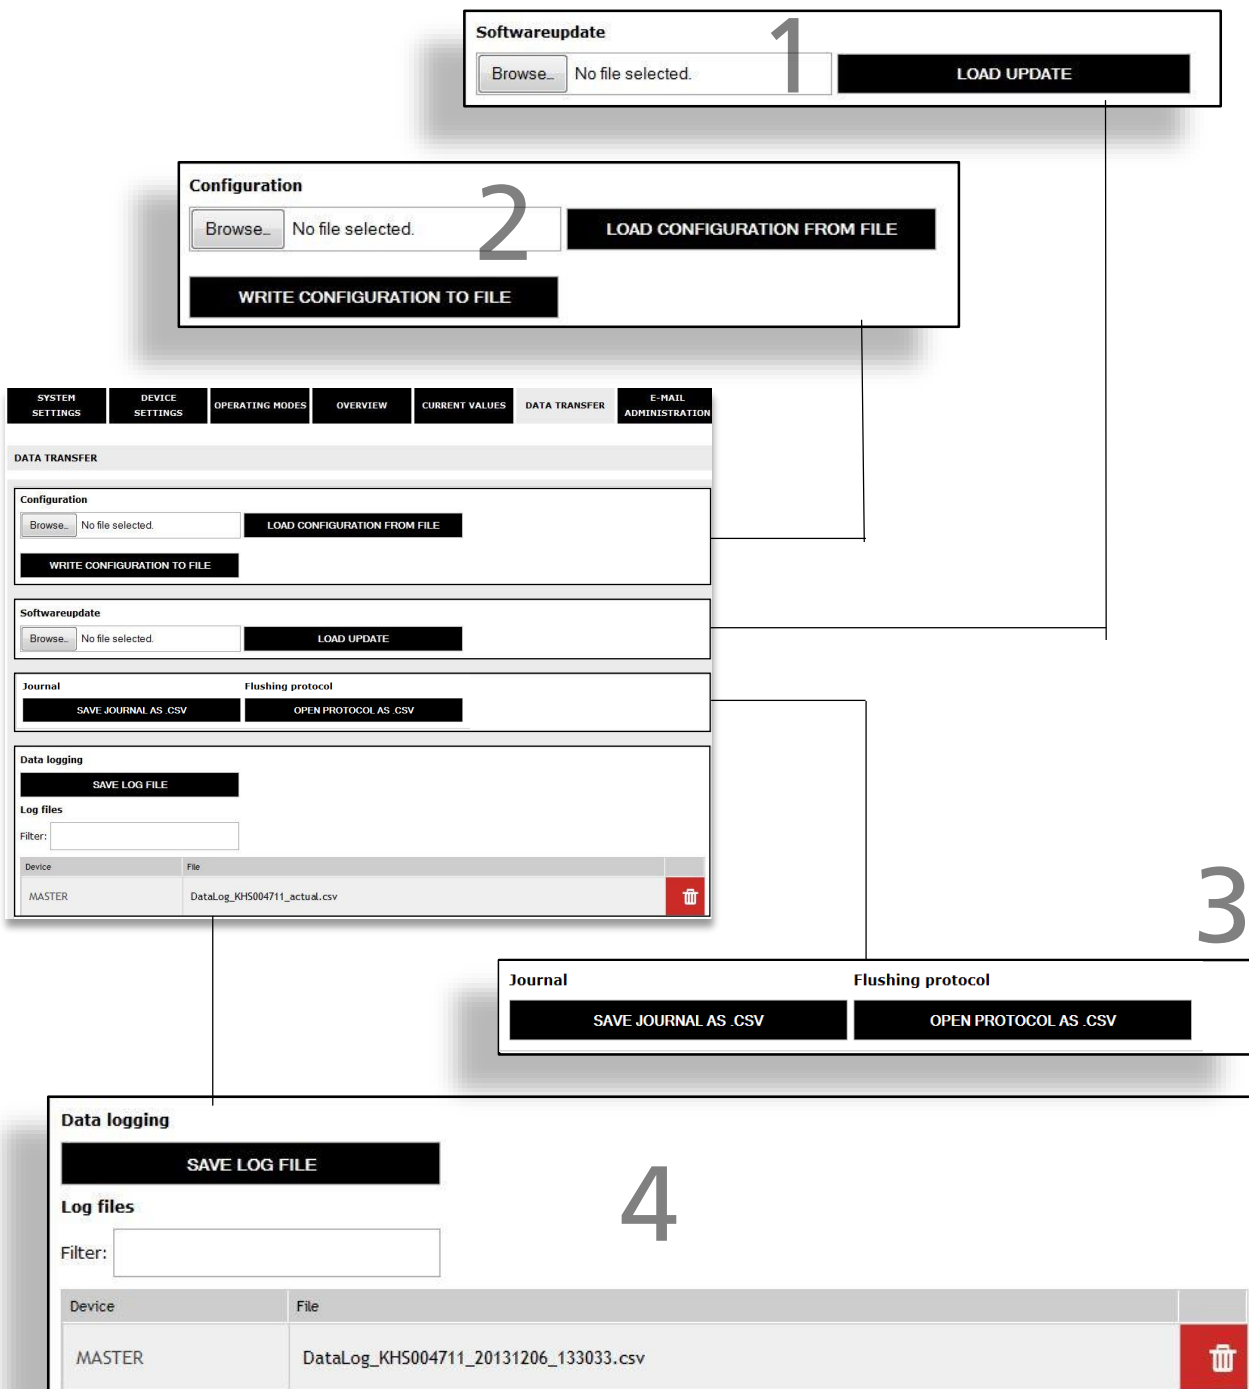 1
Softwareupdate
Browse... No file selected. LOAD UPDATE
2
Configuration
Browse... No file selected. LOAD CONFIGURATION FROM FILE
WRITE CONFIGURATION TO FILE
SYSTEM SETTINGS
DEVICE SETTINGS
OPERATING MODES
OVERVIEW
CURRENT VALUES
DATA TRANSFER
E-MAIL ADMINISTRATION
DATA TRANSFER
Configuration
Browse... No file selected. LOAD CONFIGURATION FROM FILE
WRITE CONFIGURATION TO FILE
Softwareupdate
Browse... No file selected. LOAD UPDATE
Journal Flushing protocol
SAVE JOURNAL AS .CSV OPEN PROTOCOL AS .CSV
Data logging
SAVE LOG FILE
Log files
Filter:
Device File
MASTER DataLog_KHS004711_actual.csv
3
Journal Flushing protocol
SAVE JOURNAL AS .CSV OPEN PROTOCOL AS .CSV
4
Data logging
SAVE LOG FILE
Log files
Filter:
Device File
MASTER DataLog_KHS004711_20131206_133033.csv